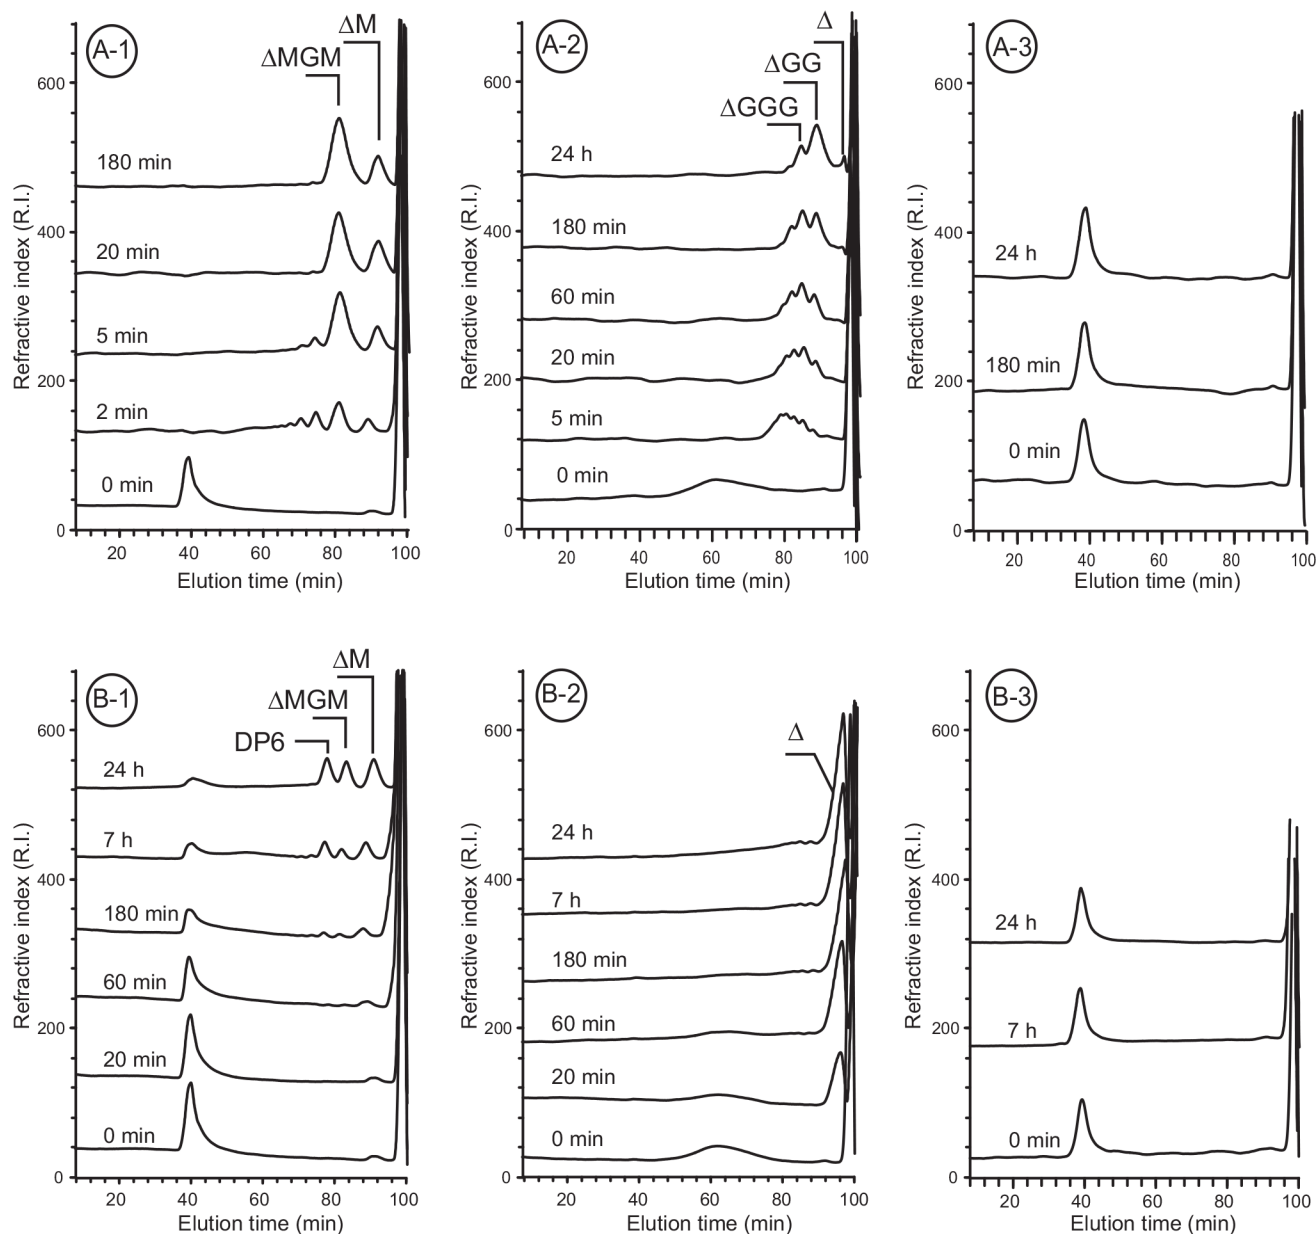 A-1
ΔM
ΔMGM
600
400
200
0
Refractive index (R.I.)
180 min
20 min
5 min
2 min
0 min
20 40 60 80 100
Elution time (min)
A-2
Δ
ΔGG
ΔGGG
600
400
200
0
Refractive index (R.I.)
24 h
180 min
60 min
20 min
5 min
0 min
20 40 60 80 100
Elution time (min)
A-3
600
400
200
0
Refractive index (R.I.)
24 h
180 min
0 min
20 40 60 80 100
Elution time (min)
B-1
ΔM
ΔMGM
DP6
600
400
200
0
Refractive index (R.I.)
24 h
7 h
180 min
60 min
20 min
0 min
20 40 60 80 100
Elution time (min)
B-2
Δ
600
400
200
0
Refractive index (R.I.)
24 h
7 h
180 min
60 min
20 min
0 min
20 40 60 80 100
Elution time (min)
B-3
600
400
200
0
Refractive index (R.I.)
24 h
7 h
0 min
20 40 60 80 100
Elution time (min)